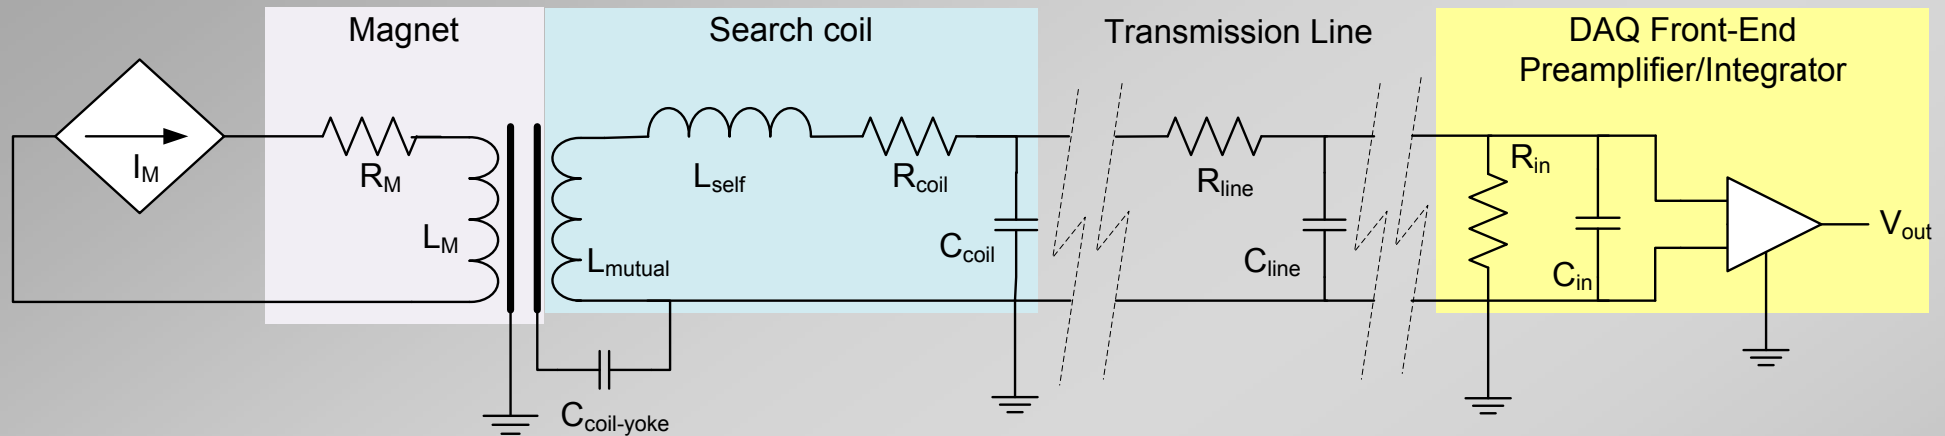 Magnet
Search coil
Transmission Line
DAQ Front-End
Preamplifier/Integrator
I_M
R_M
L_M
L_mutual
L_self
R_coil
C_coil
C_coil-yoke
R_line
C_line
R_in
C_in
V_out